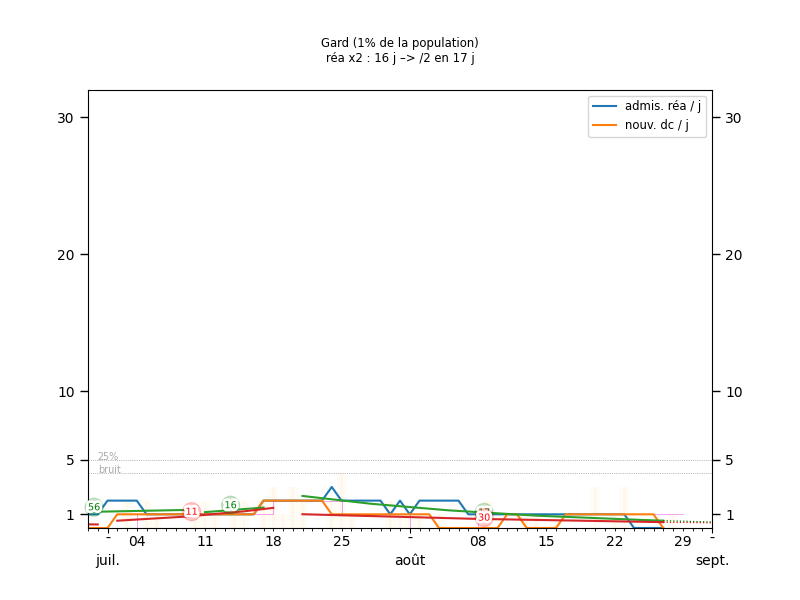 Gard (1% de la population)
réa x2 : 16 j –> /2 en 17 j
admis. réa / j
nouv. dc / j
30 30
20 20
10 10
5 5
1 1
25%
bruit
56
11
16
30
- 04 11 18 25 - 08 15 22 29 -
juil. août sept.